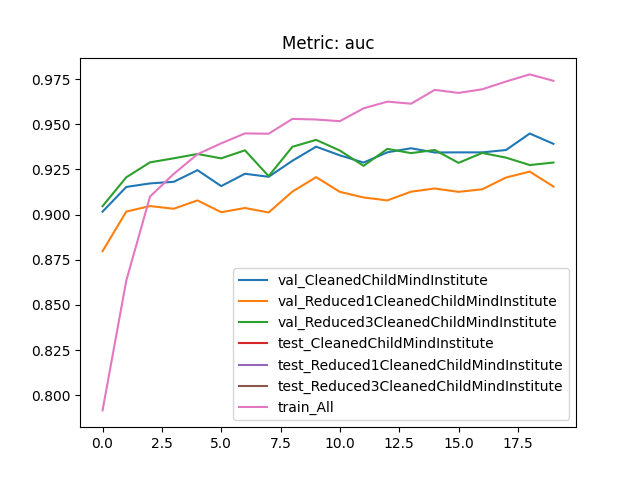 Metric: auc
0.975
0.950
0.925
0.900
0.875
0.850
0.825
0.800
val_CleanedChildMindInstitute
val_Reduced1CleanedChildMindInstitute
val_Reduced3CleanedChildMindInstitute
test_CleanedChildMindInstitute
test_Reduced1CleanedChildMindInstitute
test_Reduced3CleanedChildMindInstitute
train_All
0.0 2.5 5.0 7.5 10.0 12.5 15.0 17.5